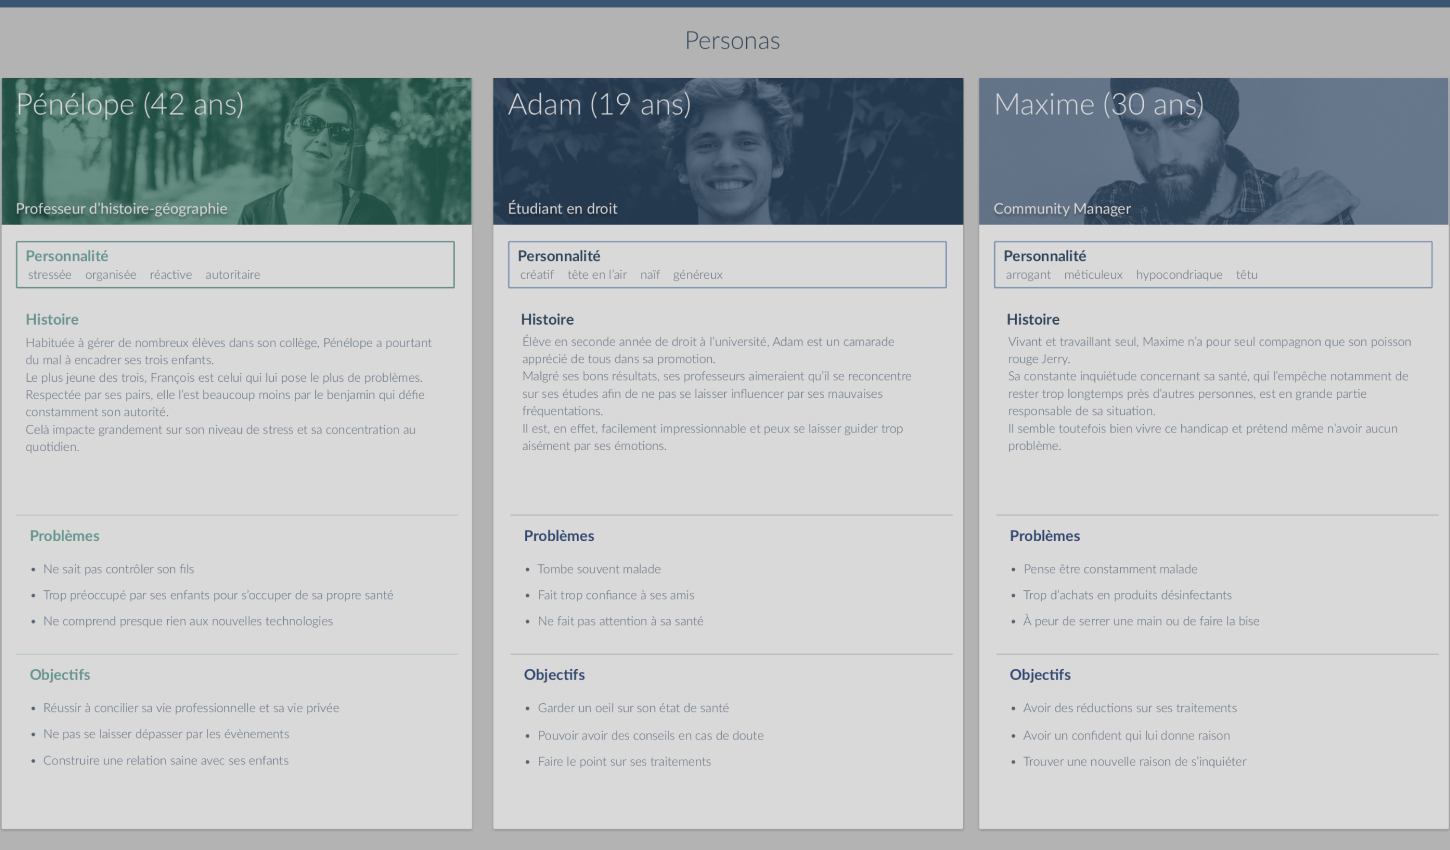 Personas
Pénélope (42 ans)
Professeur d'histoire-géographie
Personnalité
stressée organisée réactive autoritaire
Histoire
Habituée à gérer de nombreux élèves dans son collège, Pénélope a pourtant
du mal à encadrer ses trois enfants.
Le plus jeune des trois, François est celui qui lui pose le plus de problèmes.
Respectée par ses pairs, elle l'est beaucoup moins par le benjamin qui défie
constamment son autorité.
Celà impacte grandement sur son niveau de stress et sa concentration au
quotidien.
Problèmes
• Ne sait pas contrôler son fils
• Trop préoccupé par ses enfants pour s'occuper de sa propre santé
• Ne comprend presque rien aux nouvelles technologies
Objectifs
• Réussir à concilier sa vie professionnelle et sa vie privée
• Ne pas se laisser dépasser par les évènements
• Construire une relation saine avec ses enfants
Adam (19 ans)
Étudiant en droit
Personnalité
créatif tête en l'air naïf généreux
Histoire
Élève en seconde année de droit à l'université, Adam est un camarade
apprécié de tous dans sa promotion.
Malgré ses bons résultats, ses professeurs aimeraient qu'il se reconcentre
sur ses études afin de ne pas se laisser influencer par ses mauvaises
fréquentations.
Il est, en effet, facilement impressionnable et peux se laisser guider trop
aisément par ses émotions.
Problèmes
• Tombe souvent malade
• Fait trop confiance à ses amis
• Ne fait pas attention à sa santé
Objectifs
• Garder un oeil sur son état de santé
• Pouvoir avoir des conseils en cas de doute
• Faire le point sur ses traitements
Maxime (30 ans)
Community Manager
Personnalité
arrogant méticuleux hypocondriaque têtu
Histoire
Vivant et travaillant seul, Maxime n'a pour seul compagnon que son poisson
rouge Jerry.
Sa constante inquiétude concernant sa santé, qui l'empêche notamment de
rester trop longtemps près d'autres personnes, est en grande partie
responsable de sa situation.
Il semble toutefois bien vivre ce handicap et prétend même n'avoir aucun
problème.
Problèmes
• Pense être constamment malade
• Trop d'achats en produits désinfectants
• À peur de serrer une main ou de faire la bise
Objectifs
• Avoir des réductions sur ses traitements
• Avoir un confident qui lui donne raison
• Trouver une nouvelle raison de s'inquiéter